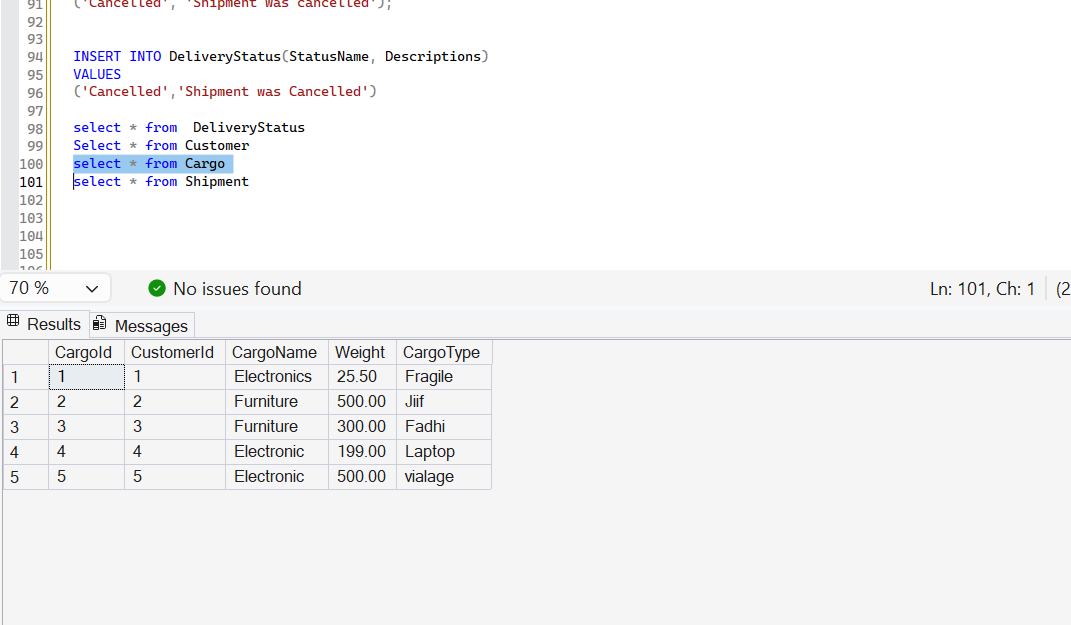 91 ('Cancelled', 'Shipment was cancelled');
92
93
94 INSERT INTO DeliveryStatus(StatusName, Descriptions)
95 VALUES
96 ('Cancelled','Shipment was Cancelled')
97
98 select * from  DeliveryStatus
99 Select * from Customer
100 select * from Cargo
101 select * from Shipment
102
103
104
105
106
70 % No issues found Ln: 101, Ch: 1 (2
Results Messages
CargoId CustomerId CargoName Weight CargoType
1 1 1 Electronics 25.50 Fragile
2 2 2 Furniture 500.00 Jiif
3 3 3 Furniture 300.00 Fadhi
4 4 4 Electronic 199.00 Laptop
5 5 5 Electronic 500.00 vialage